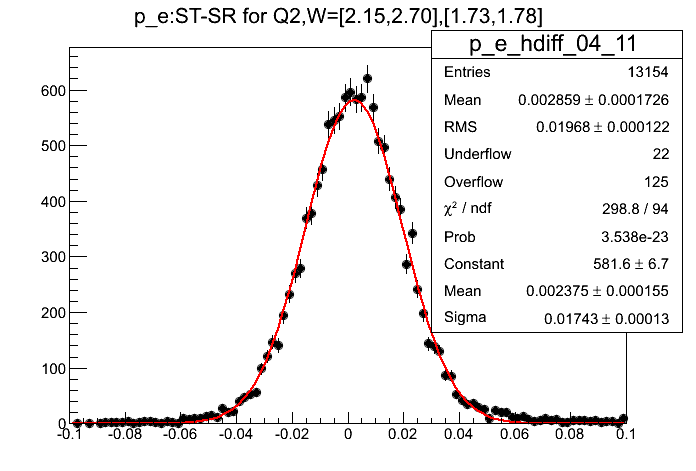 p_e:ST-SR for Q2,W=[2.15,2.70],[1.73,1.78]
p_e_hdiff_04_11
Entries 13154
Mean 0.002859 ± 0.0001726
RMS 0.01968 ± 0.000122
Underflow 22
Overflow 125
χ² / ndf 298.8 / 94
Prob 3.538e-23
Constant 581.6 ± 6.7
Mean 0.002375 ± 0.000155
Sigma 0.01743 ± 0.00013
600
500
400
300
200
100
0
-0.1 -0.08 -0.06 -0.04 -0.02 0 0.02 0.04 0.06 0.08 0.1